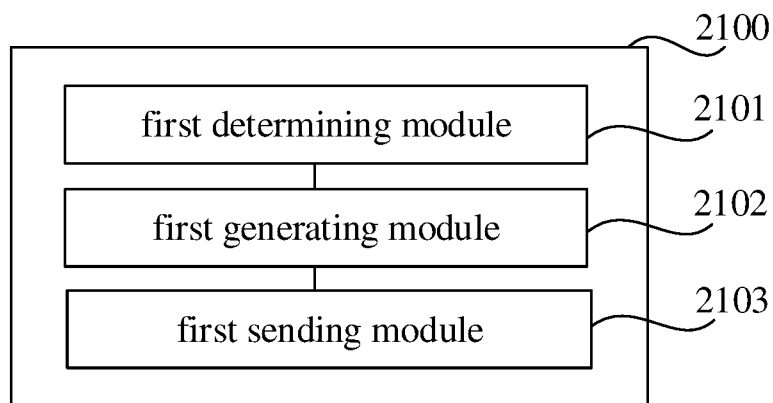 2100
first determining module
2101
first generating module
2102
first sending module
2103